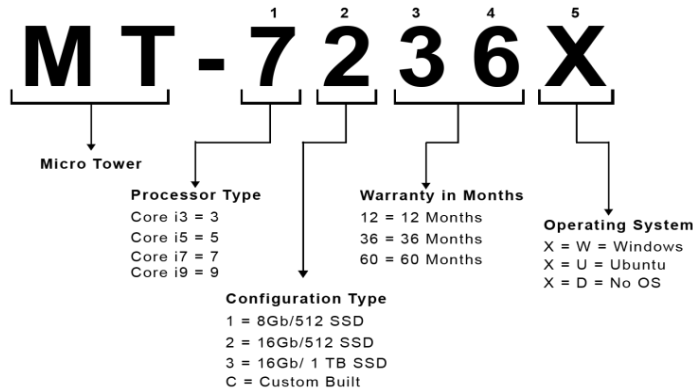 1 2 3 4 5
MT-7236X
Micro Tower
Processor Type
Core i3 = 3
Core i5 = 5
Core i7 = 7
Core i9 = 9
Configuration Type
1 = 8Gb/512 SSD
2 = 16Gb/512 SSD
3 = 16Gb/ 1 TB SSD
C = Custom Built
Warranty in Months
12 = 12 Months
36 = 36 Months
60 = 60 Months
Operating System
X = W = Windows
X = U = Ubuntu
X = D = No OS